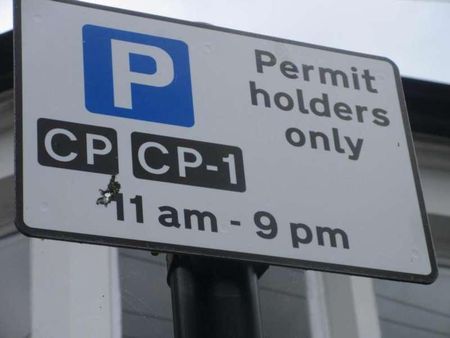 P
Permit
holders
only
CP CP-1
11 am - 9 pm